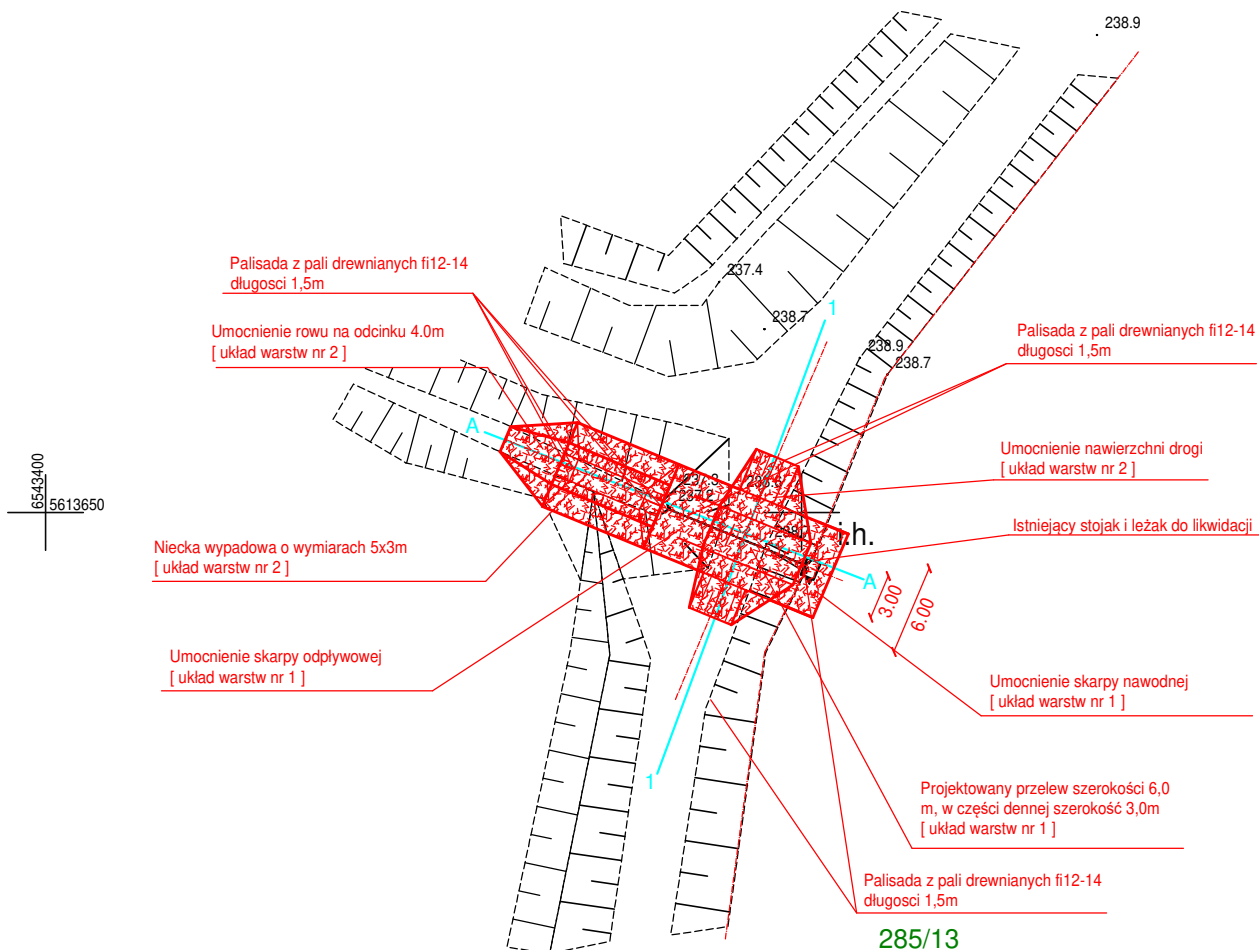 238.9
237.4
1
238.7
Palisada z pali drewnianych fi12-14
długosci 1,5m
Umocnienie rowu na odcinku 4.0m
[ układ warstw nr 2 ]
Palisada z pali drewnianych fi12-14
długosci 1,5m
238.9
238.7
A
Umocnienie nawierzchni drogi
[ układ warstw nr 2 ]
6543400
5613650
237.3
237.2
i.h.
Istniejący stojak i leżak do likwidacji
Niecka wypadowa o wymiarach 5x3m
[ układ warstw nr 2 ]
A
3.00
6.00
Umocnienie skarpy odpływowej
[ układ warstw nr 1 ]
Umocnienie skarpy nawodnej
[ układ warstw nr 1 ]
1
Projektowany przelew szerokości 6,0
m, w części dennej szerokość 3,0m
[ układ warstw nr 1 ]
Palisada z pali drewnianych fi12-14
długosci 1,5m
285/13